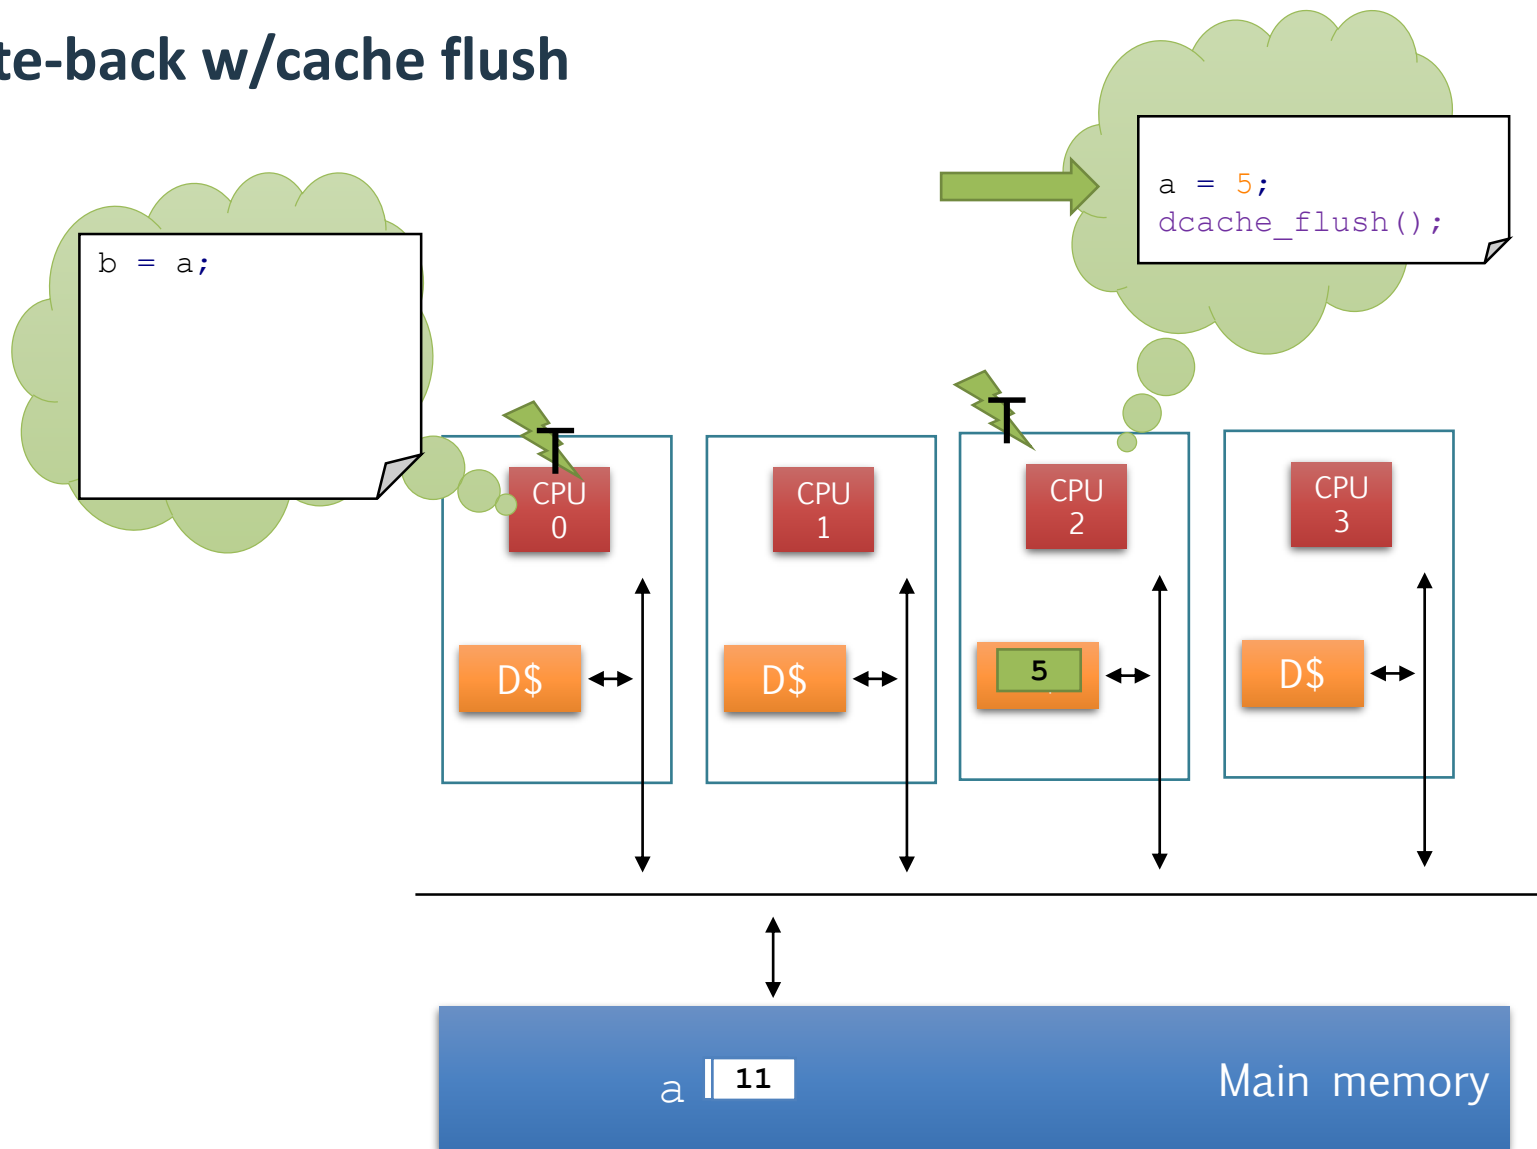 te-back w/cache flush
a = 5;
dcache_flush();
b = a;
T
T
CPU
0
CPU
1
CPU
2
CPU
3
D$
D$
5
D$
a
11
Main memory